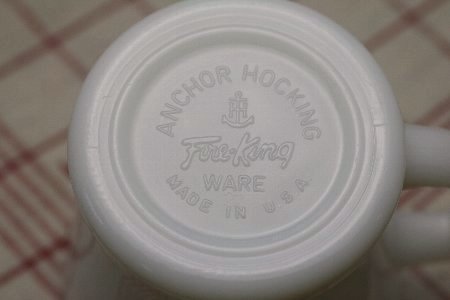 ANCHOR HOCKING
Fire-King
WARE
MADE IN U.S.A